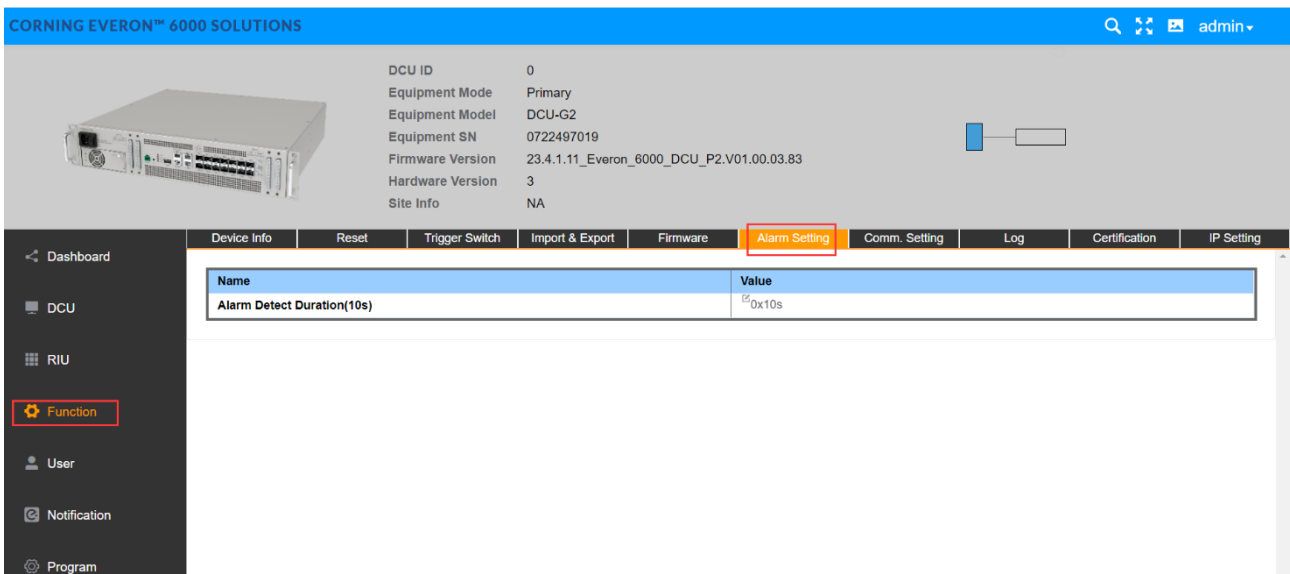 CORNING EVERON™ 6000 SOLUTIONS
admin
DCU ID 0
Equipment Mode Primary
Equipment Model DCU-G2
Equipment SN 0722497019
Firmware Version 23.4.1.11_Everon_6000_DCU_P2.V01.00.03.83
Hardware Version 3
Site Info NA
Device Info Reset Trigger Switch Import & Export Firmware Alarm Setting Comm. Setting Log Certification IP Setting
Dashboard
DCU
RIU
Function
User
Notification
Program
Name Value
Alarm Detect Duration(10s) 0x10s